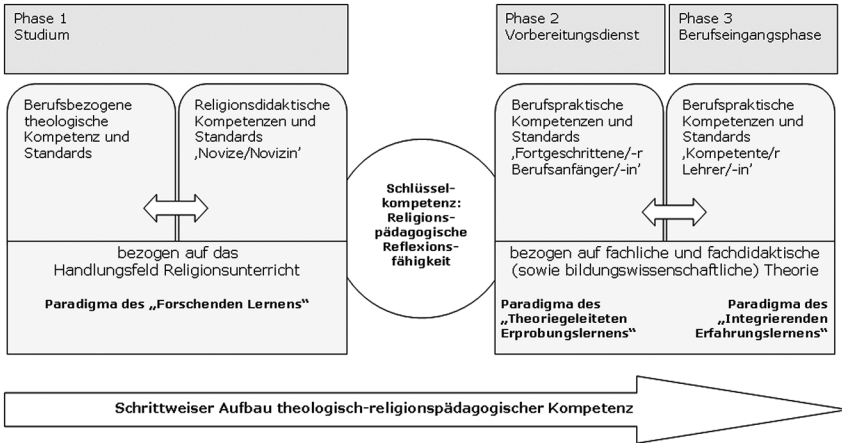 Phase 1
Studium
Phase 2
Vorbereitungsdienst
Phase 3
Berufseingangsphase
Berufsbezogene
theologische
Kompetenz und
Standards
Religionsdidaktische
Kompetenzen und
Standards
‚Novize/Novizin’
Schlüssel-
kompetenz:
Religions-
pädagogische
Reflexions-
fähigkeit
Berufspraktische
Kompetenzen und
Standards
‚Fortgeschrittene/-r
Berufsanfänger/-in’
Berufspraktische
Kompetenzen und
Standards
‚Kompetente/r
Lehrer/-in’
bezogen auf das
Handlungsfeld Religionsunterricht
Paradigma des „Forschenden Lernens“
bezogen auf fachliche und fachdidaktische
(sowie bildungswissenschaftliche) Theorie
Paradigma des
„Theoriegeleiteten
Erprobungslernens“
Paradigma des
„Integrierenden
Erfahrungslernens“
Schrittweiser Aufbau theologisch-religionspädagogischer Kompetenz